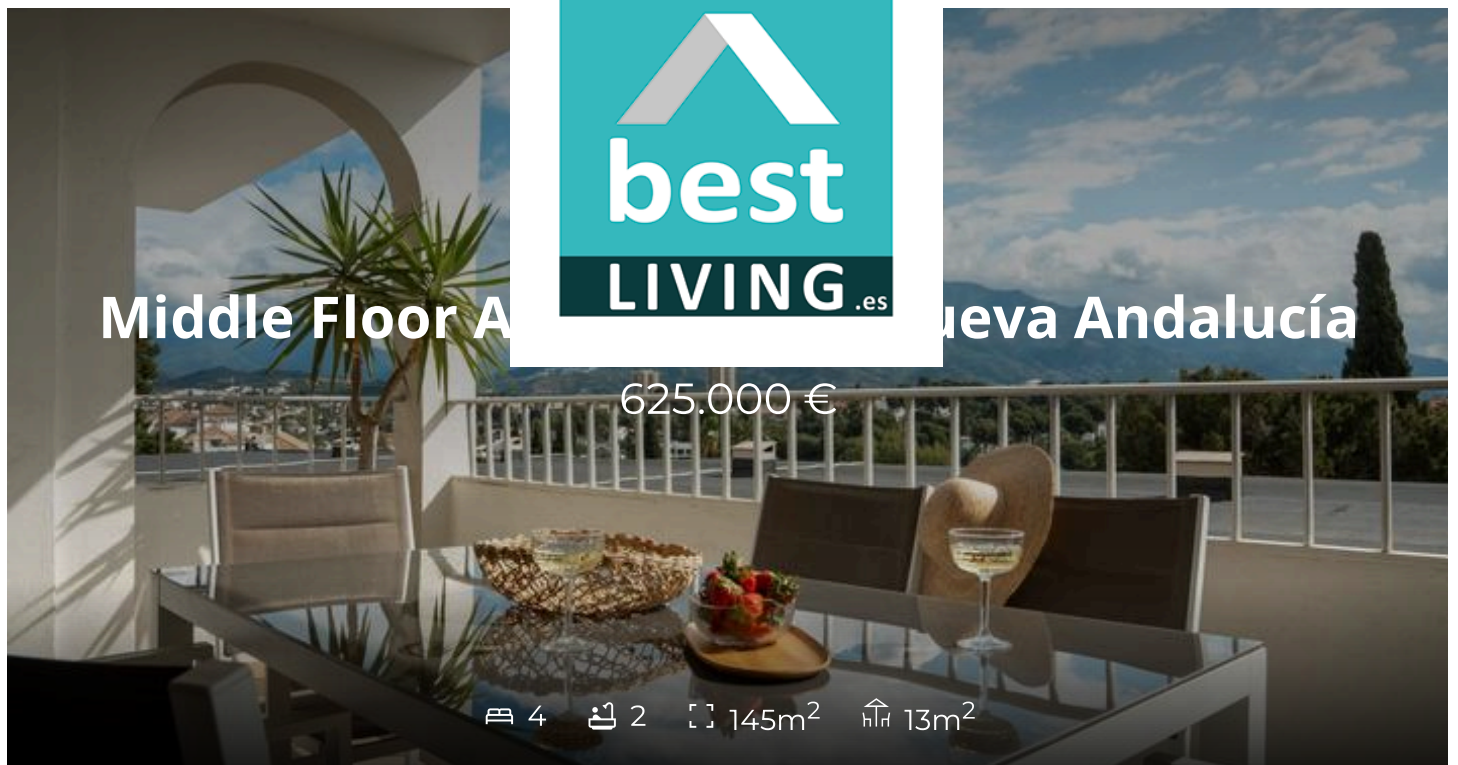 best
LIVING.es
Middle Floor A ueva Andalucía
625.000 €
4 2 145m² 13m²